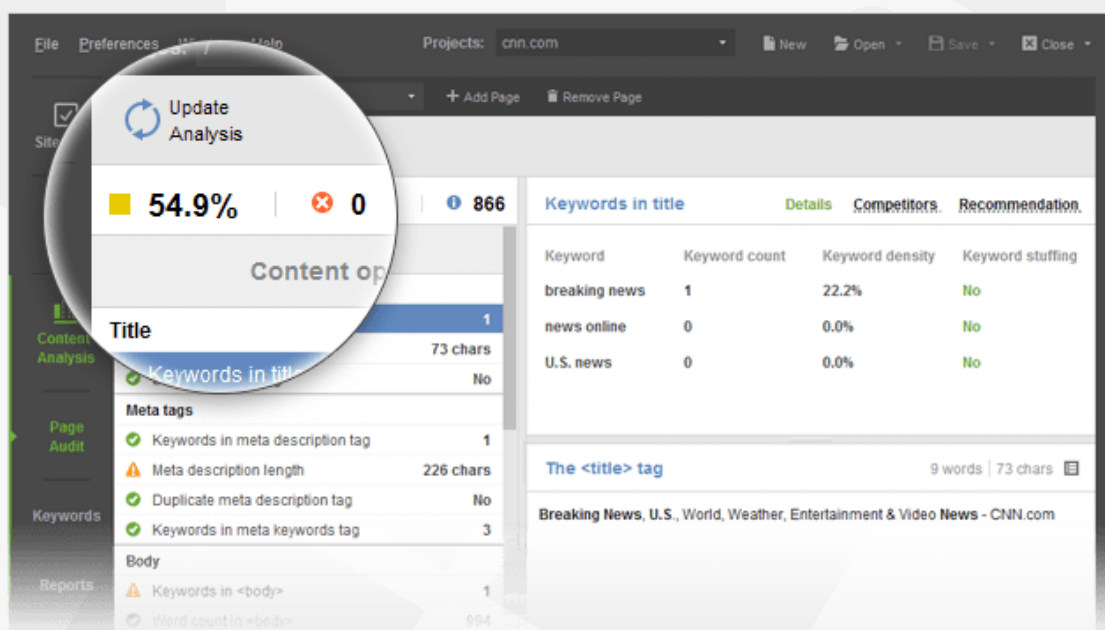 File Preferences Help Projects: cnn.com New Open Save Close
Add Page Remove Page
Update
Analysis
54.9% 0 866
Content op
Title
Keywords in title 1
73 chars
No
Meta tags
Keywords in meta description tag 1
Meta description length 226 chars
Duplicate meta description tag No
Keywords in meta keywords tag 3
Body
Keywords in <body> 1
Word count in <body> 994
Content
Analysis
Page
Audit
Keywords
Reports
Keywords in title Details Competitors Recommendation
Keyword Keyword count Keyword density Keyword stuffing
breaking news 1 22.2% No
news online 0 0.0% No
U.S. news 0 0.0% No
The <title> tag 9 words 73 chars
Breaking News, U.S., World, Weather, Entertainment & Video News - CNN.com